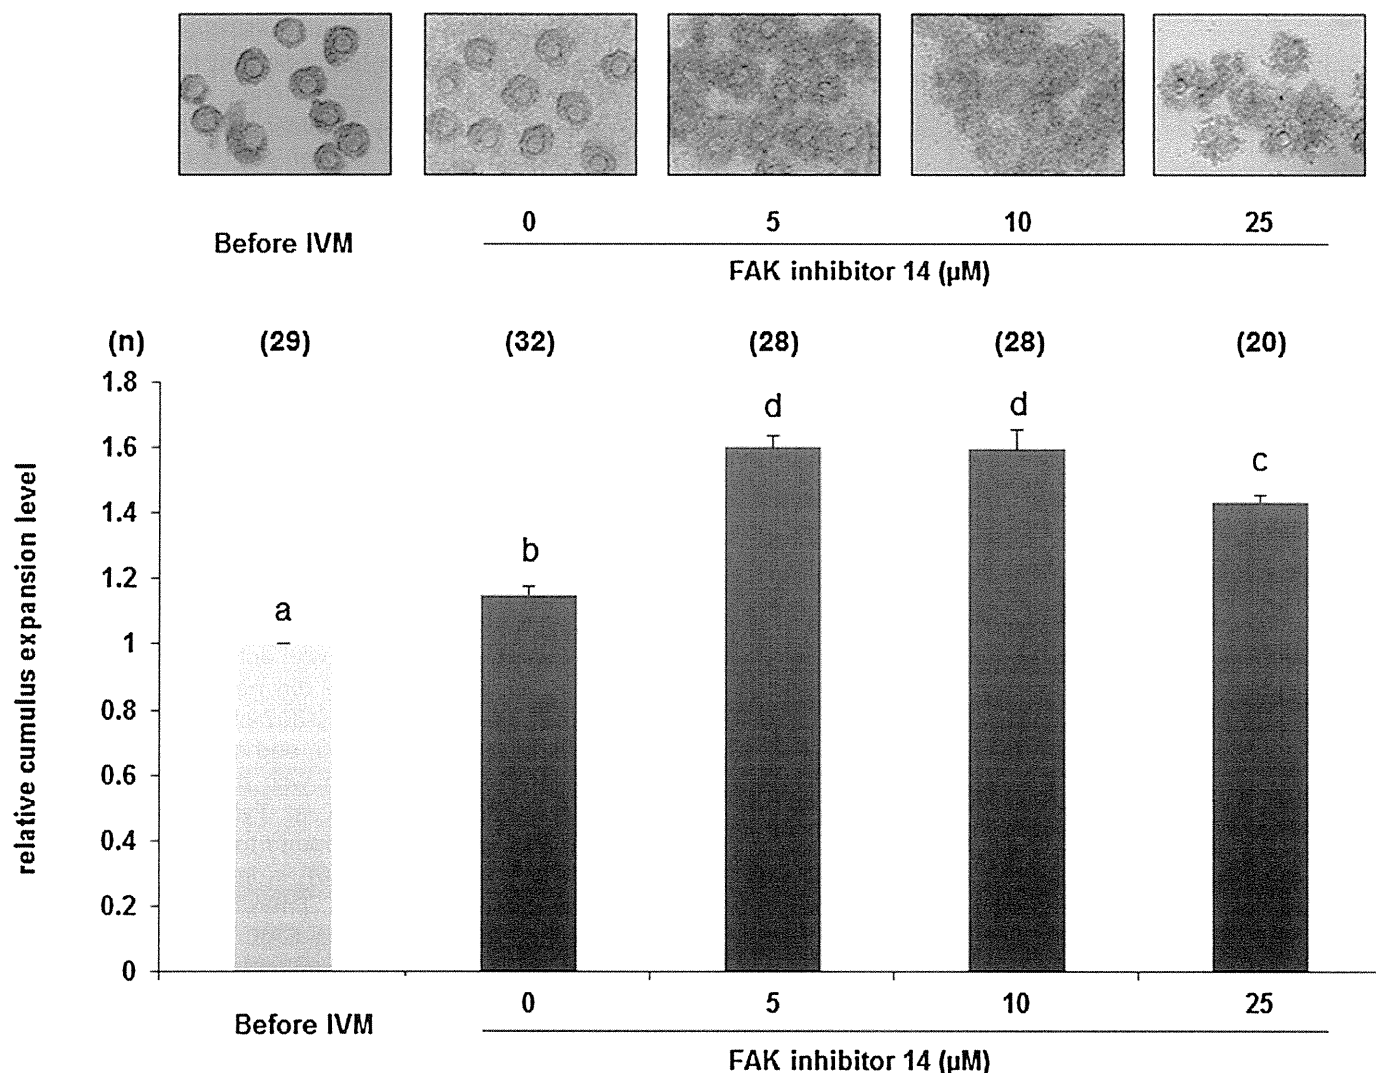 0 5 10 25
Before IVM
FAK inhibitor 14 (µM)
(n) (29) (32) (28) (28) (20)
1.8
1.6
1.4
1.2
1
0.8
0.6
0.4
0.2
0
relative cumulus expansion level
a
b
d
d
c
0 5 10 25
Before IVM
FAK inhibitor 14 (µM)